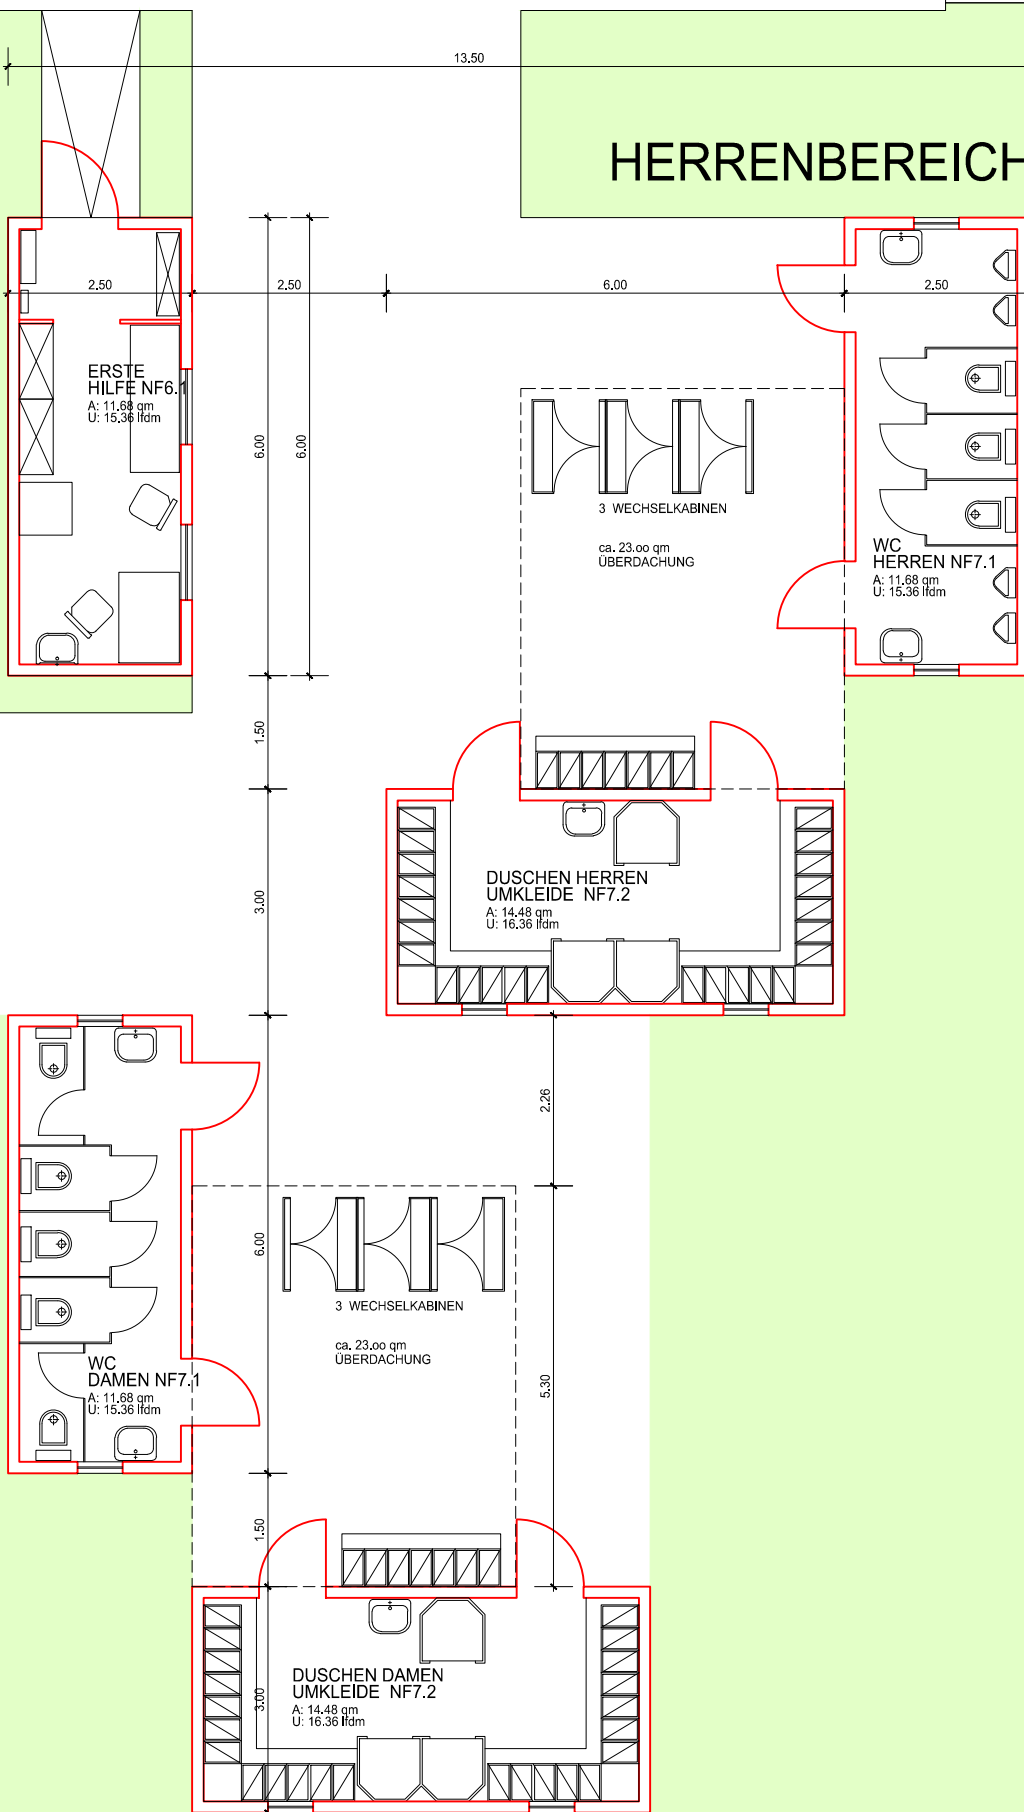 13.50
HERRENBEREICH
2.50
2.50
6.00
2.50
ERSTE
HILFE NF6.1
A: 11.68 qm
U: 15.36 lfdm
6.00
6.00
3 WECHSELKABINEN
ca. 23.oo qm
ÜBERDACHUNG
WC
HERREN NF7.1
A: 11.68 qm
U: 15.36 lfdm
1.50
3.00
DUSCHEN HERREN
UMKLEIDE NF7.2
A: 14.48 qm
U: 16.36 lfdm
2.26
6.00
3 WECHSELKABINEN
ca. 23.oo qm
ÜBERDACHUNG
WC
DAMEN NF7.1
A: 11.68 qm
U: 15.36 lfdm
5.30
1.50
3.00
DUSCHEN DAMEN
UMKLEIDE NF7.2
A: 14.48 qm
U: 16.36 lfdm